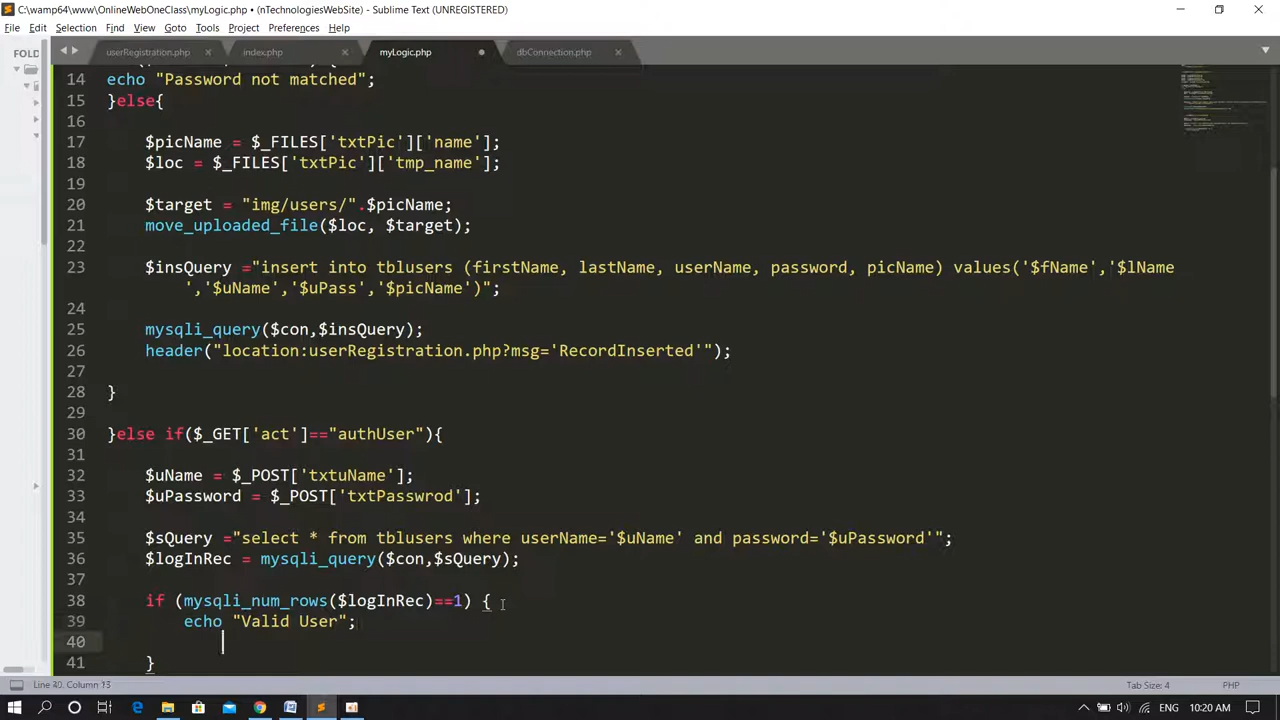 C:\wamp64\www\OnlineWebOneClass\myLogic.php • (nTechnologiesWebSite) - Sublime Text (UNREGISTERED)
File Edit Selection Find View Goto Tools Project Preferences Help
FOLD
userRegistration.php
index.php
myLogic.php
dbConnection.php
14 echo "Password not matched";
15 }else{
16
17 $picName = $_FILES['txtPic']['name'];
18 $loc = $_FILES['txtPic']['tmp_name'];
19
20 $target = "img/users/".$picName;
21 move_uploaded_file($loc, $target);
22
23 $insQuery ="insert into tblusers (firstName, lastName, userName, password, picName) values('$fName','$lName
','$uName','$uPass','$picName')";
24
25 mysqli_query($con,$insQuery);
26 header("location:userRegistration.php?msg='RecordInserted'");
27
28 }
29
30 }else if($_GET['act']=="authUser"){
31
32 $uName = $_POST['txtuName'];
33 $uPassword = $_POST['txtPasswrod'];
34
35 $sQuery ="select * from tblusers where userName='$uName' and password='$uPassword'";
36 $logInRec = mysqli_query($con,$sQuery);
37
38 if (mysqli_num_rows($logInRec)==1) {
39 echo "Valid User";
40
41 }
Line 40, Column 13
Tab Size: 4
PHP
ENG
10:20 AM